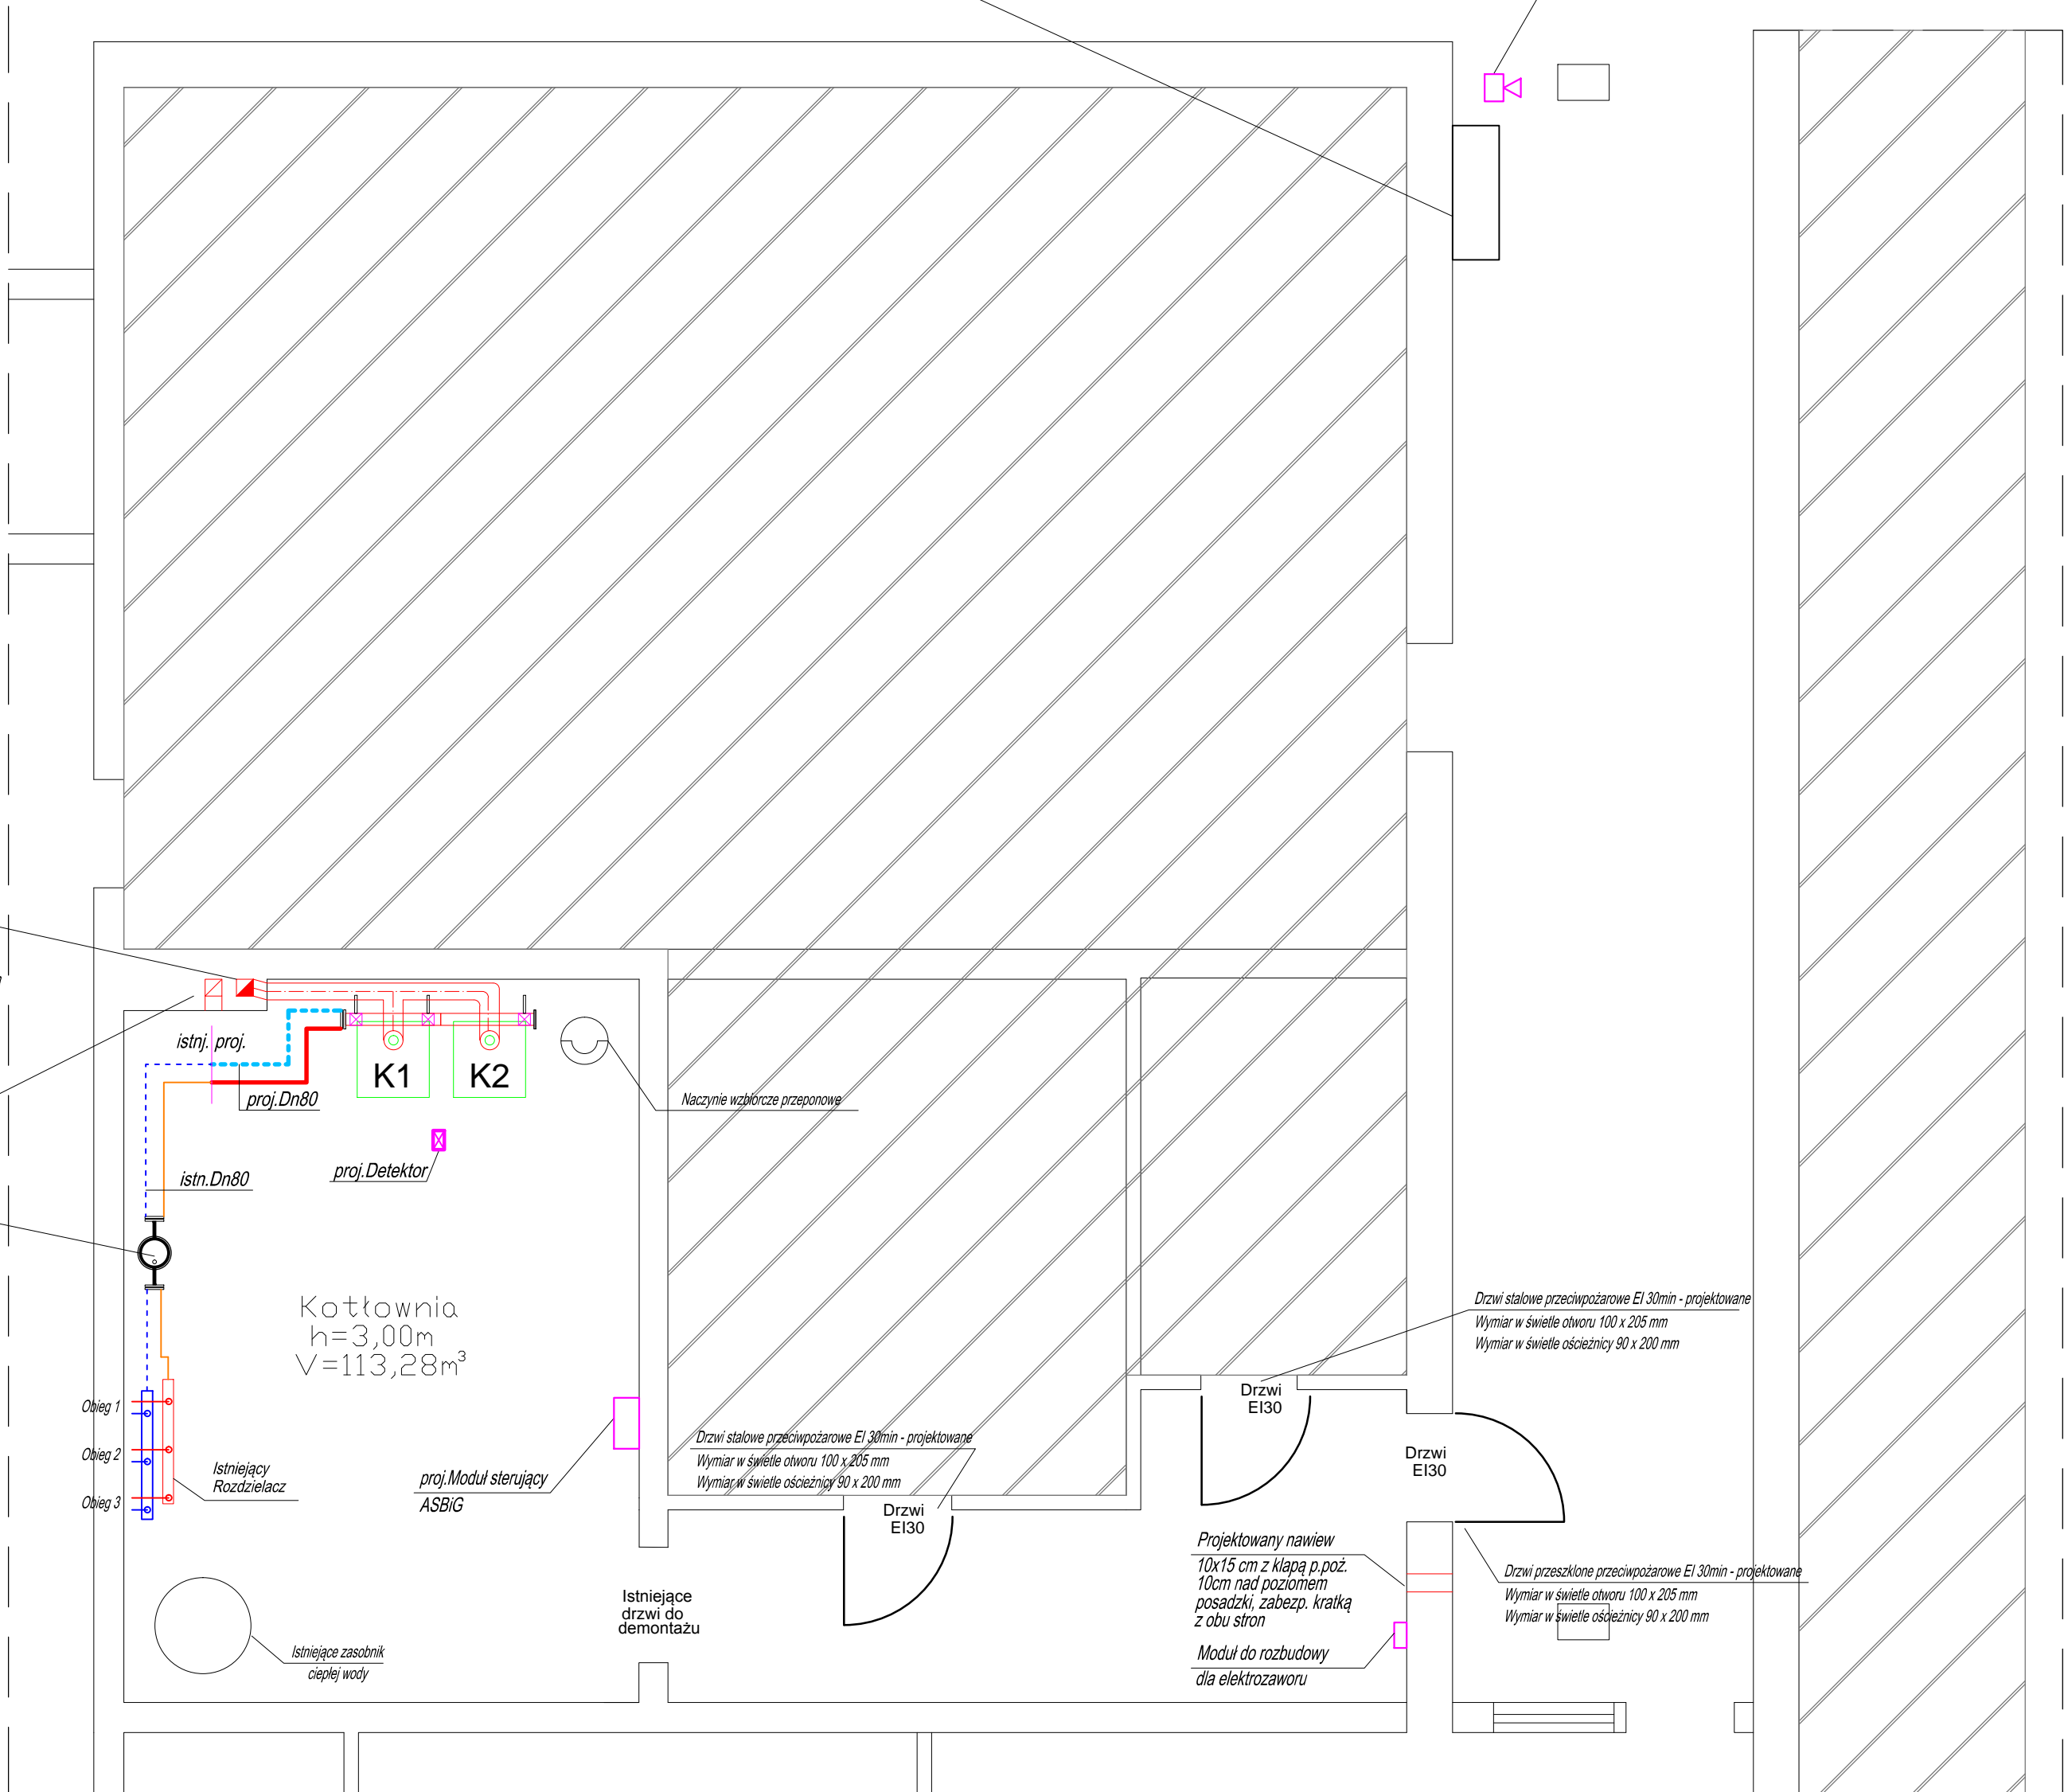 istnj. proj.
K1
K2
proj.Dn80
Naczynie wzbiorcze przeponowe
istn.Dn80
proj.Detektor
Kotłownia
h=3,00m
V=113,28m³
Drzwi stalowe przeciwpożarowe EI 30min - projektowane
Wymiar w świetle otworu 100 x 205 mm
Wymiar w świetle ościeżnicy 90 x 200 mm
Drzwi
EI30
Obieg 1
Obieg 2
Obieg 3
Istniejący
Rozdzielacz
proj.Moduł sterujący
ASBiG
Drzwi stalowe przeciwpożarowe EI 30min - projektowane
Wymiar w świetle otworu 100 x 205 mm
Wymiar w świetle ościeżnicy 90 x 200 mm
Drzwi
EI30
Drzwi
EI30
Projektowany nawiew
10x15 cm z klapą p.poż.
10cm nad poziomem
posadzki, zabezp. kratką
z obu stron
Drzwi przeszklone przeciwpożarowe EI 30min - projektowane
Wymiar w świetle otworu 100 x 205 mm
Wymiar w świetle ościeżnicy 90 x 200 mm
Istniejące
drzwi do
demontażu
Istniejące zasobnik
ciepłej wody
Moduł do rozbudowy
dla elektrozaworu